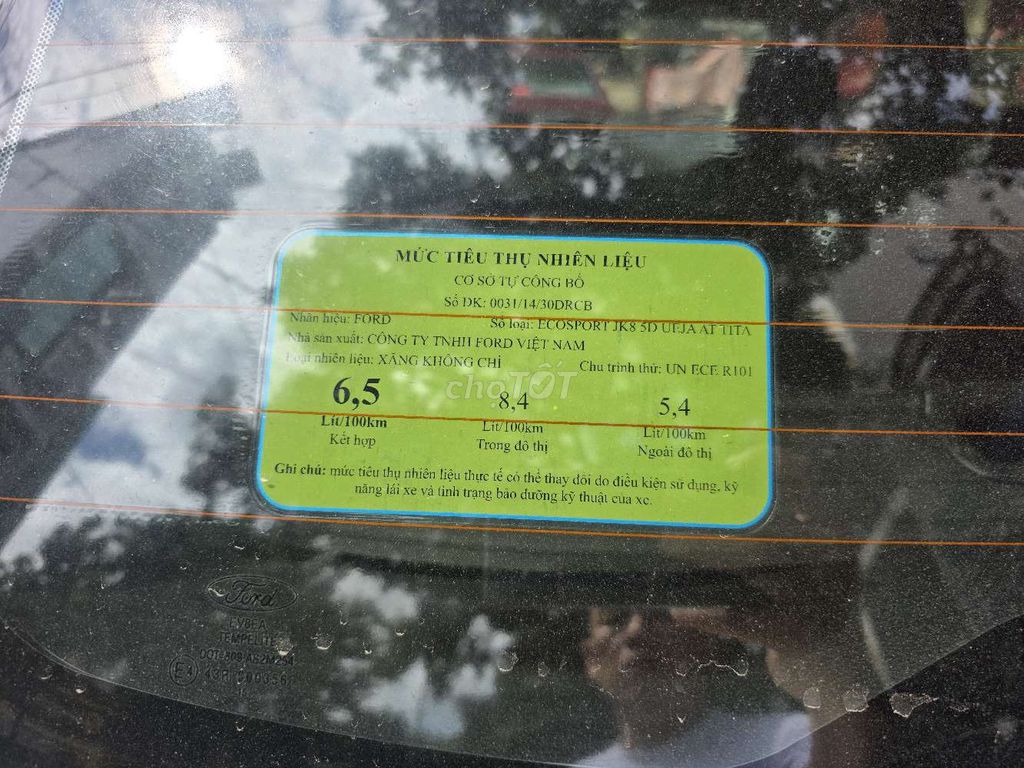 MỨC TIÊU THỤ NHIÊN LIỆU
CƠ SỞ TỰ CÔNG BỐ
Số ĐK: 0031/14/30DRCB
Nhãn hiệu: FORD Số loại: ECOSPORT JK8 5D UEJA AT TITA
Nhà sản xuất: CÔNG TY TNHH FORD VIỆT NAM
Loại nhiên liệu: XĂNG KHÔNG CHÌ Chu trình thử: UN ECE R101
choTỐT
6,5 8,4 5,4
Lít/100km Lít/100km Lít/100km
Kết hợp Trong đô thị Ngoài đô thị
Ghi chú: mức tiêu thụ nhiên liệu thực tế có thể thay đổi do điều kiện sử dụng, kỹ
năng lái xe và tình trạng bảo dưỡng kỹ thuật của xe.
Ford
TEMPELITE
E4